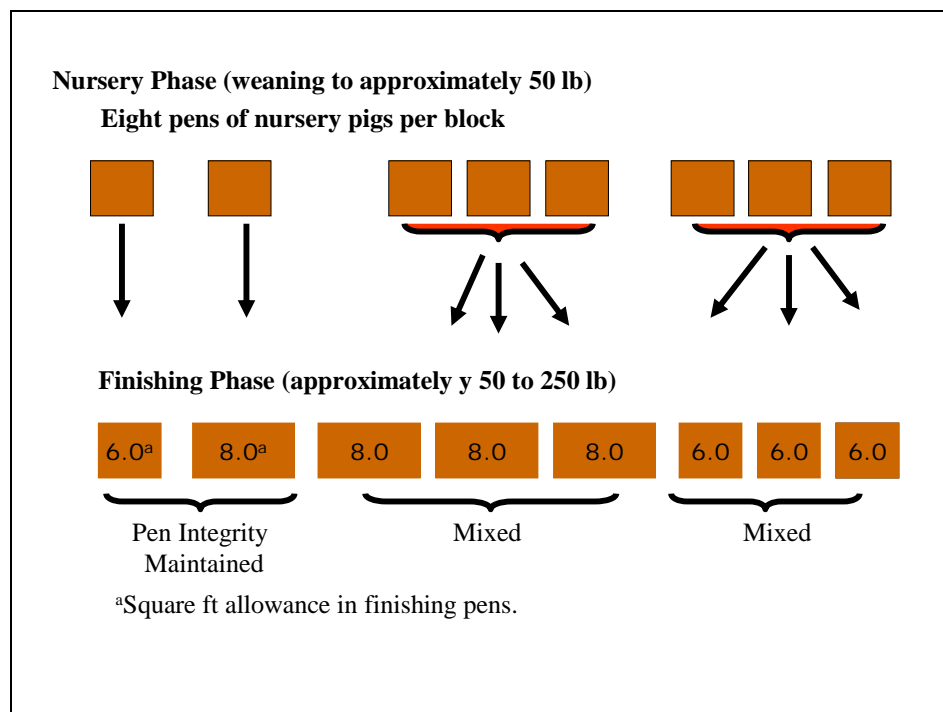 Nursery Phase (weaning to approximately 50 lb)
Eight pens of nursery pigs per block
Finishing Phase (approximately y 50 to 250 lb)
6.0ᵃ 8.0ᵃ 8.0 8.0 8.0 6.0 6.0 6.0
Pen Integrity Mixed Mixed
Maintained
ᵃSquare ft allowance in finishing pens.